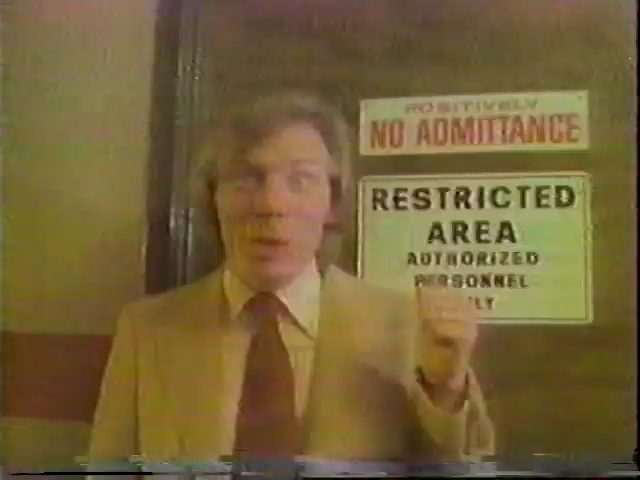 POSITIVELY
NO ADMITTANCE
RESTRICTED
AREA
AUTHORIZED
PERSONNEL